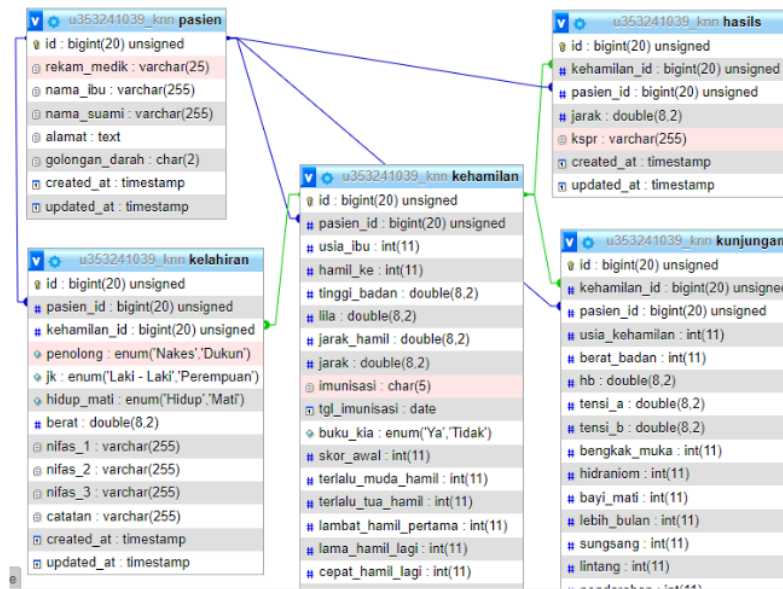 u353241039_knn pasien
id : bigint(20) unsigned
rekam_medik : varchar(25)
nama_ibu : varchar(255)
nama_suami : varchar(255)
alamat : text
golongan_darah : char(2)
created_at : timestamp
updated_at : timestamp
u353241039_knn kelahiran
id : bigint(20) unsigned
pasien_id : bigint(20) unsigned
kehamilan_id : bigint(20) unsigned
penolong : enum('Nakes','Dukun')
jk : enum('Laki - Laki','Perempuan')
hidup_mati : enum('Hidup','Mati')
berat : double(8,2)
nifas_1 : varchar(255)
nifas_2 : varchar(255)
nifas_3 : varchar(255)
catatan : varchar(255)
created_at : timestamp
updated_at : timestamp
u353241039_knn kehamilan
id : bigint(20) unsigned
pasien_id : bigint(20) unsigned
usia_ibu : int(11)
hamil_ke : int(11)
tinggi_badan : double(8,2)
lila : double(8,2)
jarak_hamil : double(8,2)
jarak : double(8,2)
imunisasi : char(5)
tgl_imunisasi : date
buku_kia : enum('Ya','Tidak')
skor_awal : int(11)
terlalu_muda_hamil : int(11)
terlalu_tua_hamil : int(11)
lambat_hamil_pertama : int(11)
lama_hamil_lagi : int(11)
cepat_hamil_lagi : int(11)
u353241039_knn hasils
id : bigint(20) unsigned
kehamilan_id : bigint(20) unsigned
pasien_id : bigint(20) unsigned
jarak : double(8,2)
kspr : varchar(255)
created_at : timestamp
updated_at : timestamp
u353241039_knn kunjungan
id : bigint(20) unsigned
kehamilan_id : bigint(20) unsigned
pasien_id : bigint(20) unsigned
usia_kehamilan : int(11)
berat_badan : int(11)
hb : double(8,2)
tensi_a : double(8,2)
tensi_b : double(8,2)
bengkak_muka : int(11)
hidraniom : int(11)
bayi_mati : int(11)
lebih_bulan : int(11)
sungsang : int(11)
lintang : int(11)